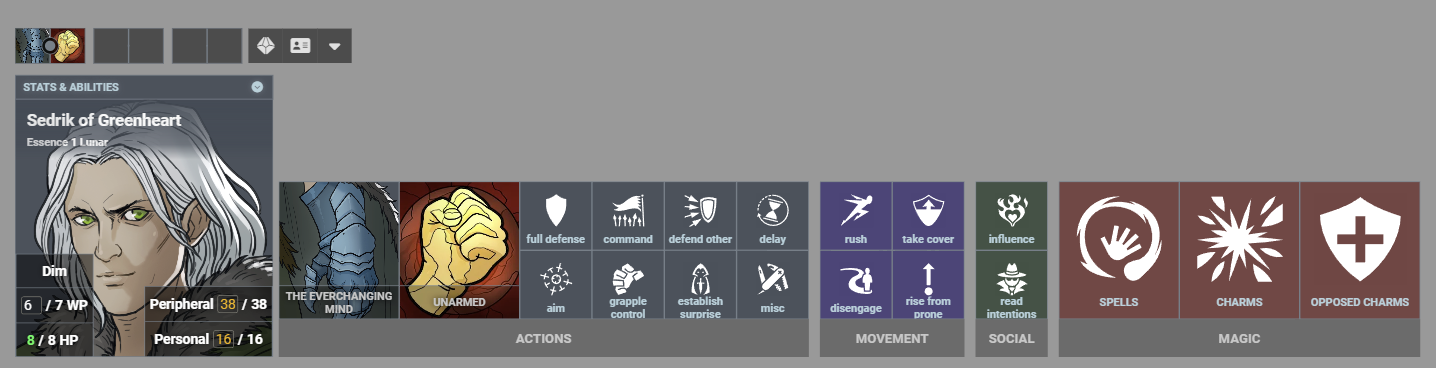 STATS & ABILITIES
Sedrik of Greenheart
Essence 1 Lunar
Dim
6 / 7 WP
8 / 8 HP
Peripheral 38 / 38
Personal 16 / 16
THE EVERCHANGING
MIND
UNARMED
full defense
command
defend other
delay
aim
grapple
control
establish
surprise
misc
ACTIONS
rush
take cover
disengage
rise from
prone
MOVEMENT
influence
read
intentions
SOCIAL
SPELLS
CHARMS
OPPOSED CHARMS
MAGIC